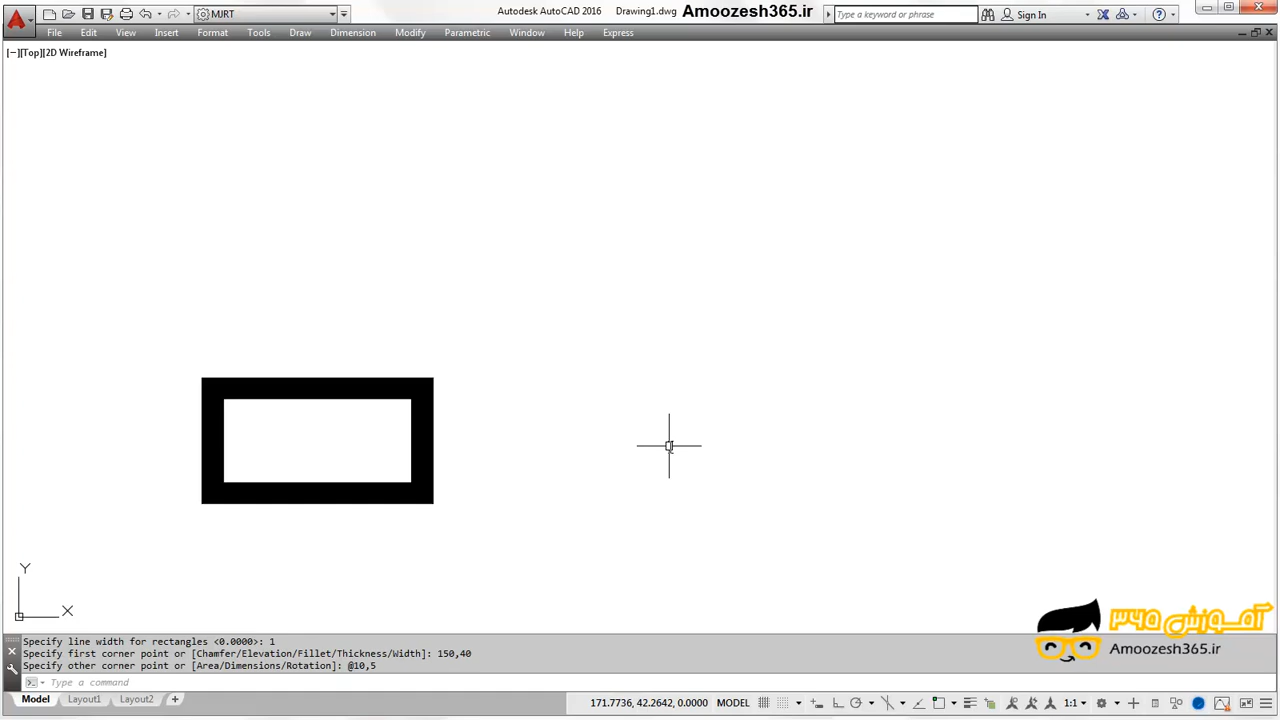 MJRT
Autodesk AutoCAD 2016 Drawing1.dwg Amoozesh365.ir
Type a keyword or phrase
Sign In
File Edit View Insert Format Tools Draw Dimension Modify Parametric Window Help Express
[−][Top][2D Wireframe]
Y
X
آموزش ۳۶۵
Amoozesh365.ir
Specify line width for rectangles <0.0000>: 1
Specify first corner point or [Chamfer/Elevation/Fillet/Thickness/Width]: 150,40
Specify other corner point or [Area/Dimensions/Rotation]: @10,5
Type a command
Model Layout1 Layout2 +
171.7736, 42.2642, 0.0000 MODEL 1:1